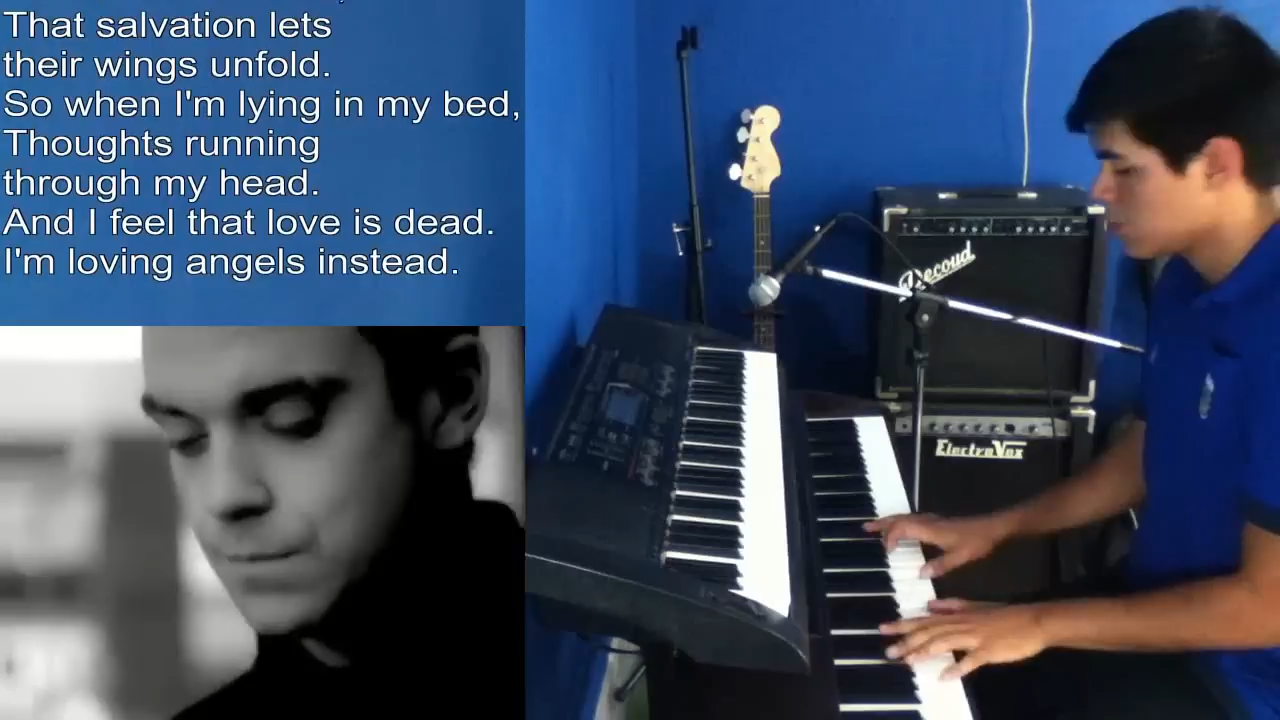 That salvation lets
their wings unfold.
So when I'm lying in my bed,
Thoughts running
through my head.
And I feel that love is dead.
I'm loving angels instead.
Decoud
ElectroVox